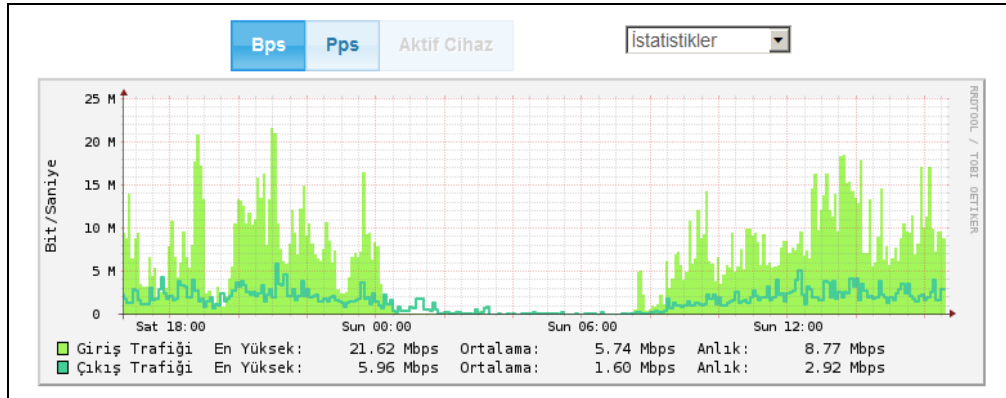 Bps Pps Aktif Cihaz İstatistikler
RRDTOOL / TOBI OETIKER
Bit/Saniye
25 M
20 M
15 M
10 M
5 M
0
Sat 18:00 Sun 00:00 Sun 06:00 Sun 12:00
Giriş Trafiği En Yüksek: 21.62 Mbps Ortalama: 5.74 Mbps Anlık: 8.77 Mbps
Çıkış Trafiği En Yüksek: 5.96 Mbps Ortalama: 1.60 Mbps Anlık: 2.92 Mbps